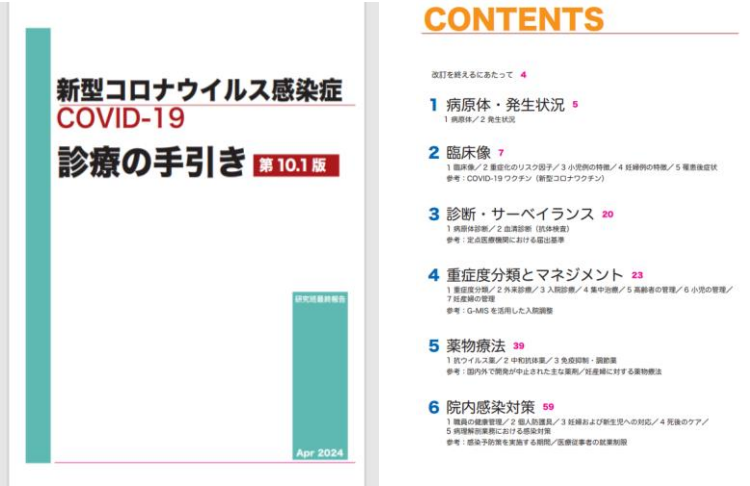 新型コロナウイルス感染症
COVID-19
診療の手引き 第10.1版
研究班最終報告
Apr 2024
CONTENTS
改訂を終えるにあたって 4
1 病原体・発生状況 5
1 病原体/2 発生状況
2 臨床像 7
1 臨床像/2 重症化のリスク因子/3 小児例の特徴/4 妊婦例の特徴/5 罹患後症状
参考:COVID-19 ワクチン(新型コロナワクチン)
3 診断・サーベイランス 20
1 病原体診断/2 血清診断(抗体検査)
参考:定点医療機関における届出基準
4 重症度分類とマネジメント 23
1 重症度分類/2 外来診療/3 入院診療/4 集中治療/5 高齢者の管理/6 小児の管理/
7 妊産婦の管理
参考:G-MIS を活用した入院調整
5 薬物療法 39
1 抗ウイルス薬/2 中和抗体薬/3 免疫抑制・調節薬
参考:国内外で開発が中止された主な薬剤/妊産婦に対する薬物療法
6 院内感染対策 59
1 職員の健康管理/2 個人防護具/3 妊婦および新生児への対応/4 死後のケア/
5 病理解剖業務における感染対策
参考:感染予防策を実施する期間/医療従事者の就業制限